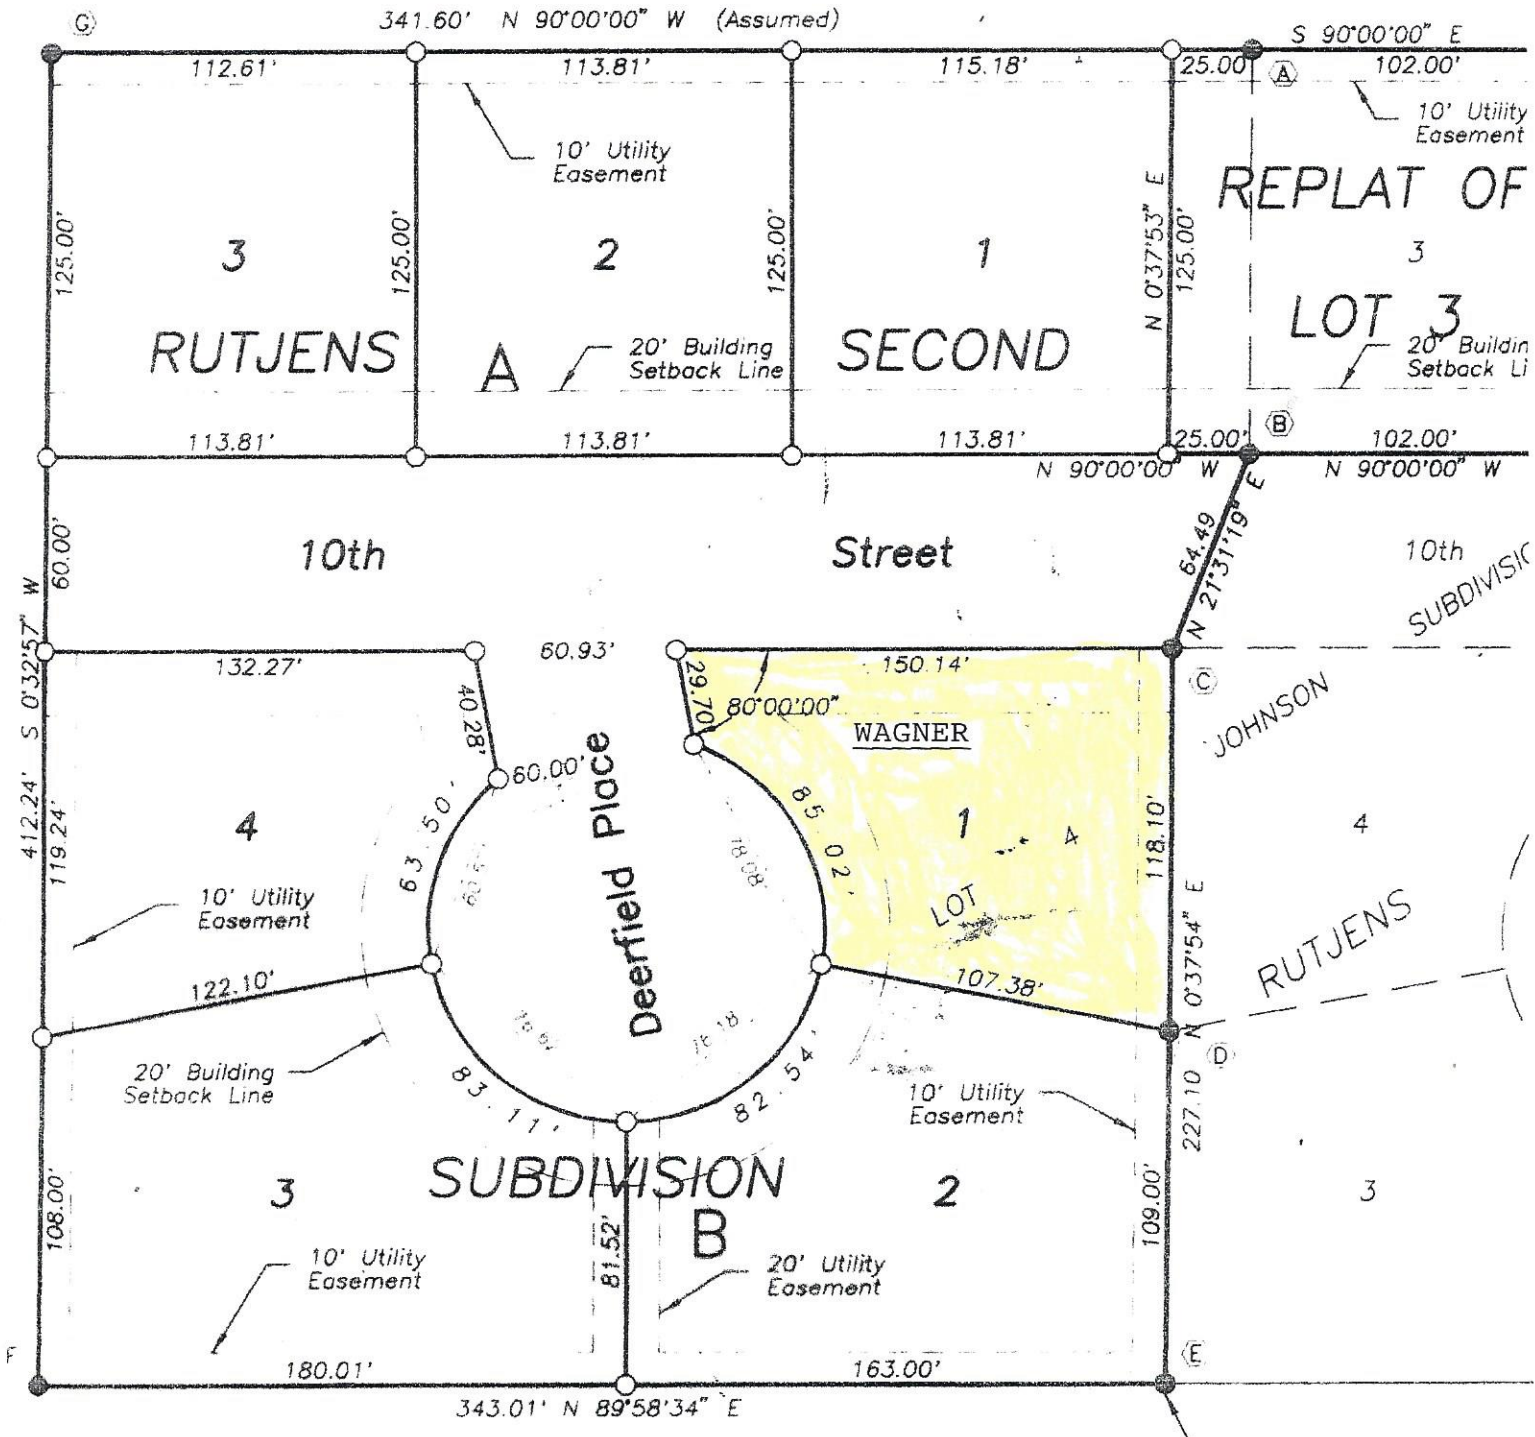 G
341.60' N 90°00'00" W (Assumed)
S 90°00'00" E
112.61'
113.81'
115.18'
25.00
A
102.00'
10' Utility
Easement
10' Utility
Easement
REPLAT OF
125.00'
3
125.00'
2
125.00'
1
N 0°37'53" E
125.00'
3
LOT 3
RUTJENS
A
20' Building
Setback Line
SECOND
20' Buildin
Setback Li
113.81'
113.81'
113.81'
25.00'
B
102.00'
N 90°00'00" W
N 90°00'00" W
60.00'
10th
Street
64.49
N 21°31'19" E
10th
SUBDIVISIO
412.24' S 0°32'57" W
132.27'
60.93'
150.14'
C
40.28'
29.70'
80°00'00"
WAGNER
JOHNSON
60.00'
Deerfield Place
63.50'
85.02'
119.24'
4
1
4
118.10'
4
78.08'
10' Utility
Easement
LOT
N 0°37'54" E
RUTJENS
122.10'
107.38'
D
20' Building
Setback Line
83.11'
82.54'
10' Utility
Easement
227.10
SUBDIVISION
3
2
3
B
108.00'
81.52'
109.00'
10' Utility
Easement
20' Utility
Easement
F
E
180.01'
163.00'
343.01' N 89°58'34" E